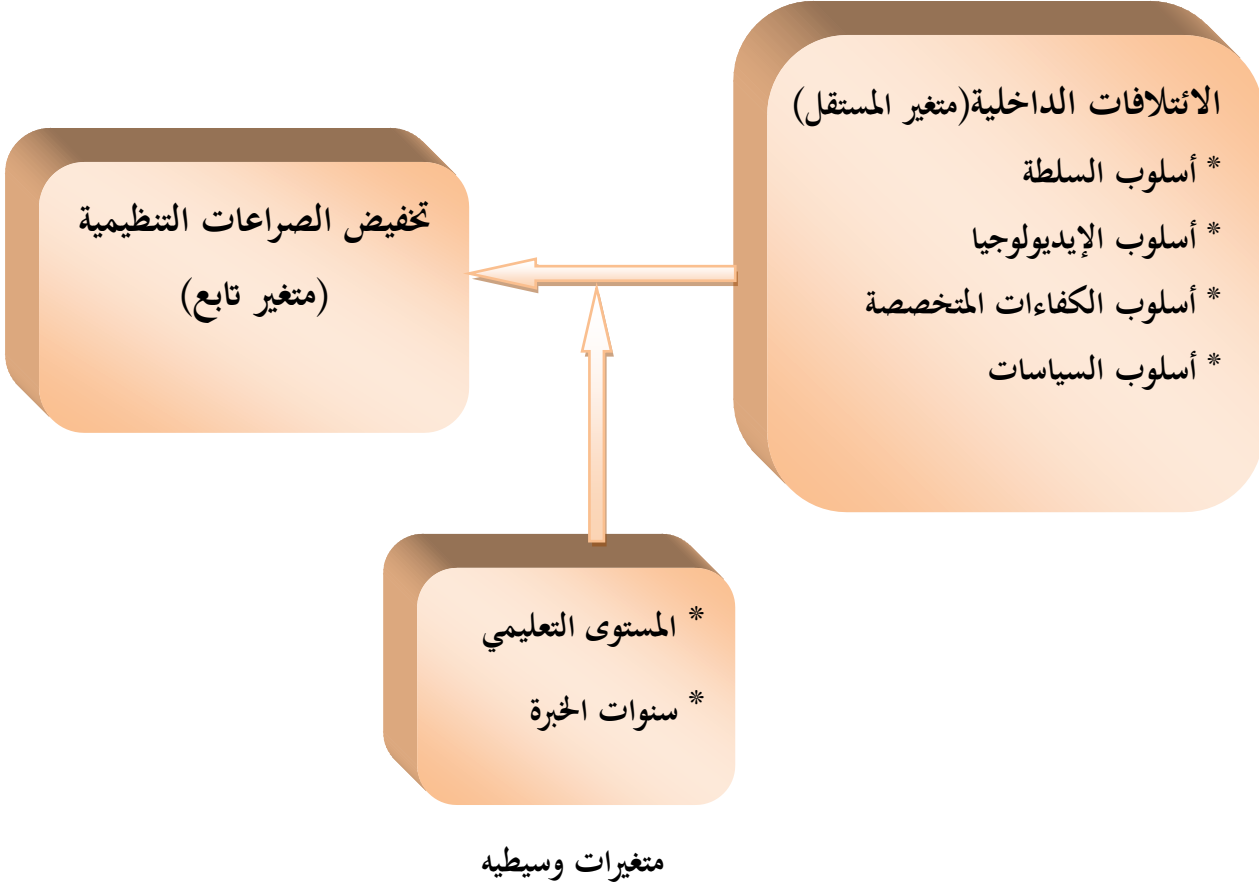 الائتلافات الداخلية(متغير المستقل)
* أسلوب السلطة
* أسلوب الإيديولوجيا
* أسلوب الكفاءات المتخصصة
* أسلوب السياسات
تخفيض الصراعات التنظيمية
(متغير تابع)
* المستوى التعليمي
* سنوات الخبرة
متغيرات وسيطيه